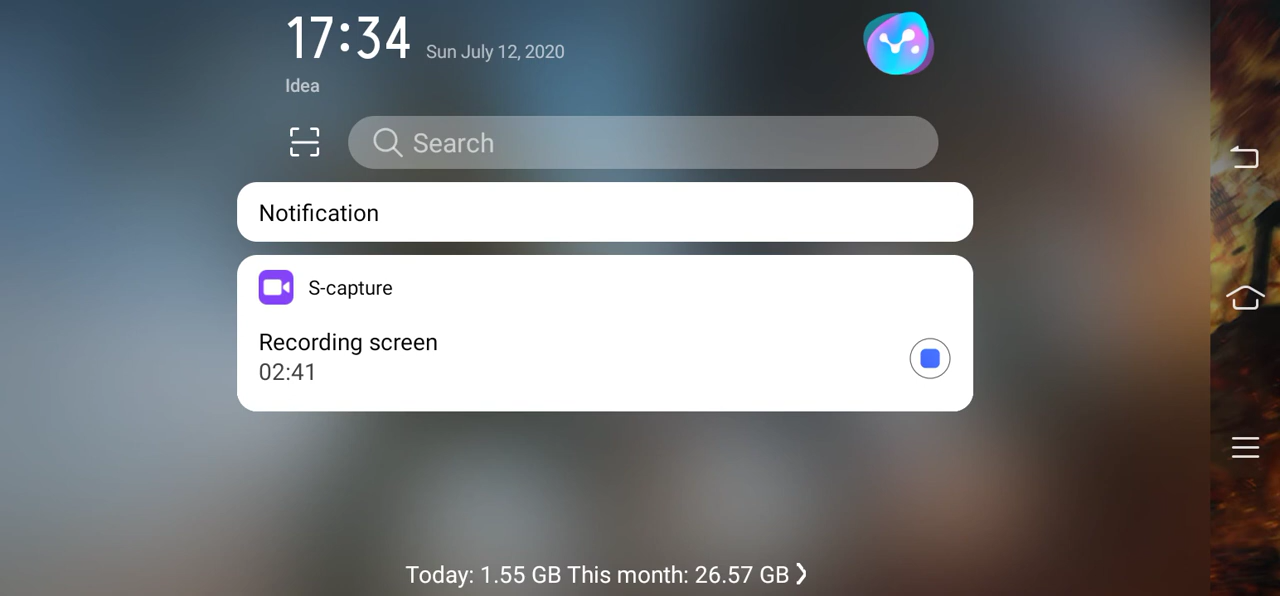 17:34 Sun July 12, 2020
Idea
Search
Notification
S-capture
Recording screen
02:41
Today: 1.55 GB This month: 26.57 GB ❯